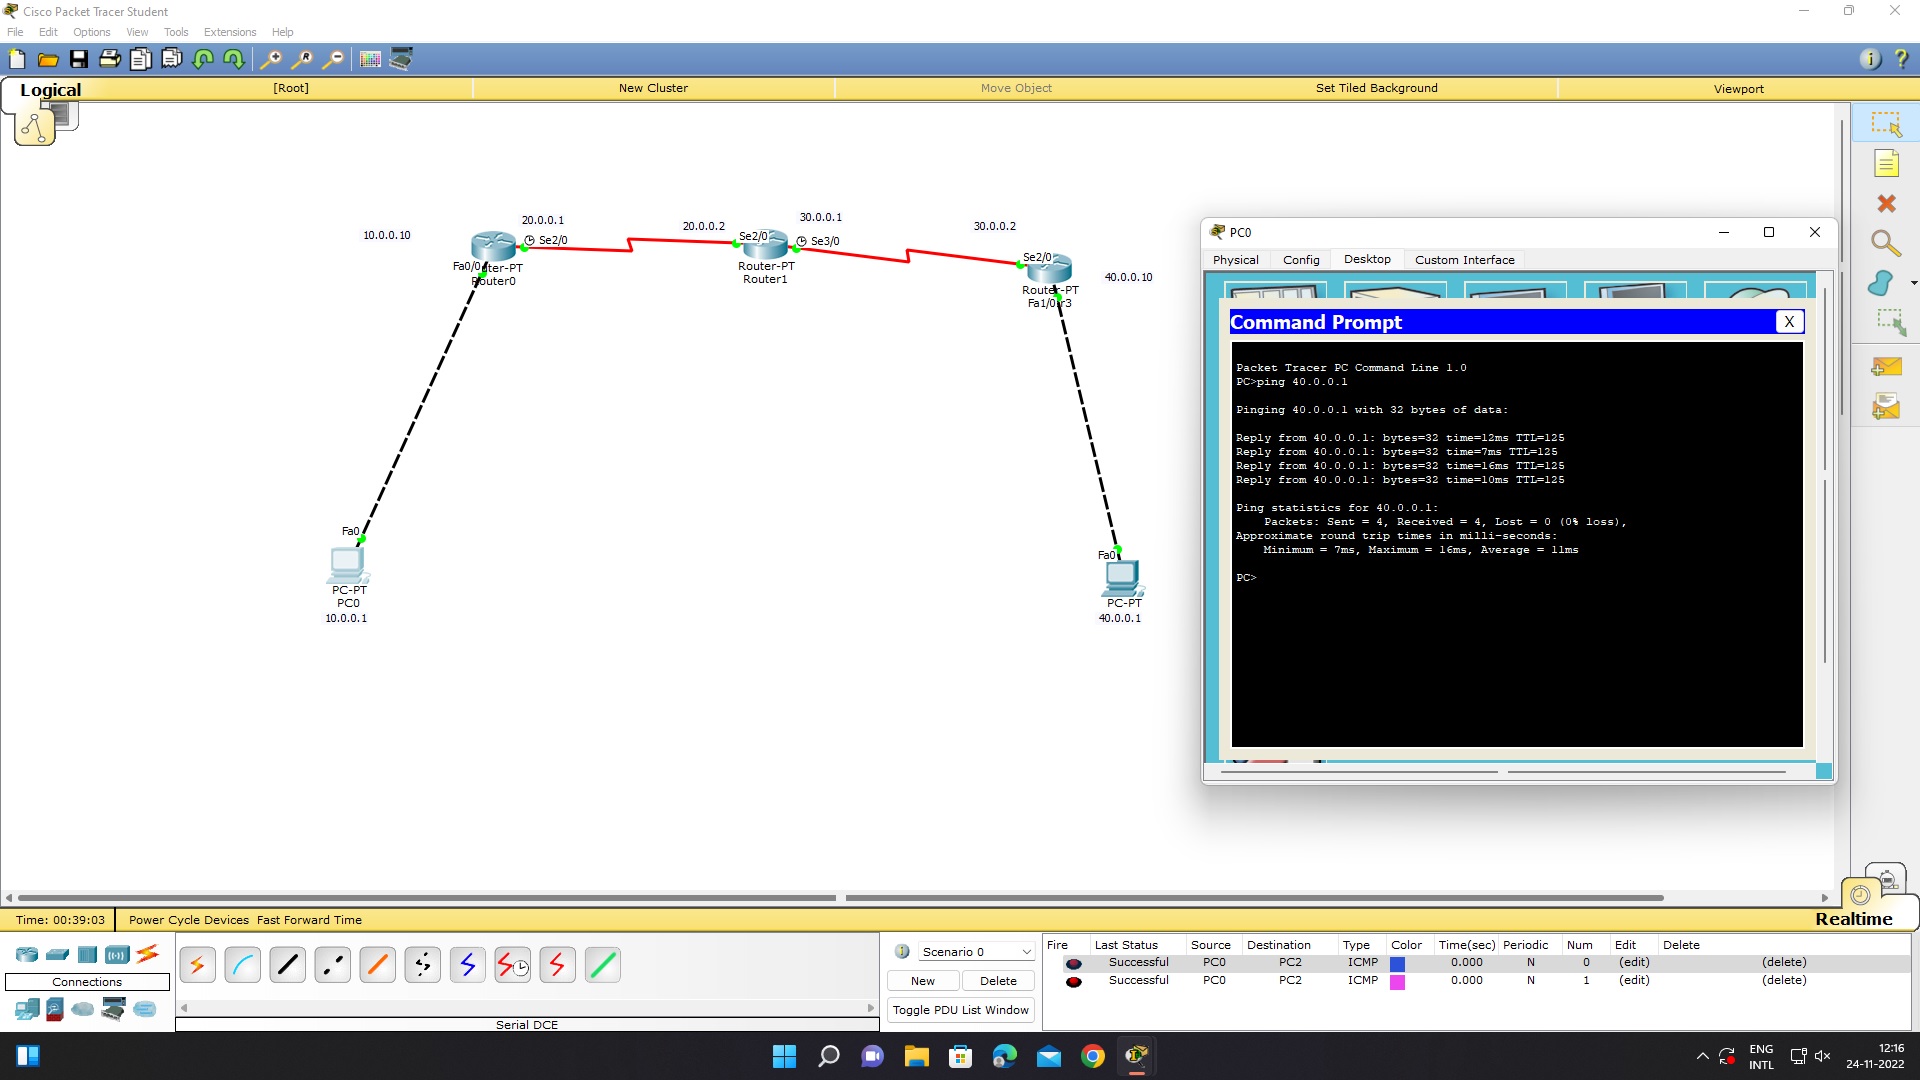 Cisco Packet Tracer Student
File Edit Options View Tools Extensions Help
Logical [Root] New Cluster Move Object Set Tiled Background Viewport
20.0.0.1
10.0.0.10
Se2/0
20.0.0.2
30.0.0.1
Se2/0
Se3/0
30.0.0.2
Se2/0
40.0.0.10
Fa0/0
uter-PT
Router0
Router-PT
Router1
Router-PT
Fa1/0
r3
Fa0
PC-PT
PC0
10.0.0.1
Fa0
PC-PT
40.0.0.1
PC0
Physical Config Desktop Custom Interface
Command Prompt X
Packet Tracer PC Command Line 1.0
PC>ping 40.0.0.1
Pinging 40.0.0.1 with 32 bytes of data:
Reply from 40.0.0.1: bytes=32 time=12ms TTL=125
Reply from 40.0.0.1: bytes=32 time=7ms TTL=125
Reply from 40.0.0.1: bytes=32 time=16ms TTL=125
Reply from 40.0.0.1: bytes=32 time=10ms TTL=125
Ping statistics for 40.0.0.1:
Packets: Sent = 4, Received = 4, Lost = 0 (0% loss),
Approximate round trip times in milli-seconds:
Minimum = 7ms, Maximum = 16ms, Average = 11ms
PC>
Time: 00:39:03 Power Cycle Devices Fast Forward Time
Realtime
Connections
Serial DCE
Scenario 0
New Delete
Toggle PDU List Window
Fire Last Status Source Destination Type Color Time(sec) Periodic Num Edit Delete
Successful PC0 PC2 ICMP 0.000 N 0 (edit) (delete)
Successful PC0 PC2 ICMP 0.000 N 1 (edit) (delete)
ENG
INTL
12:16
24-11-2022